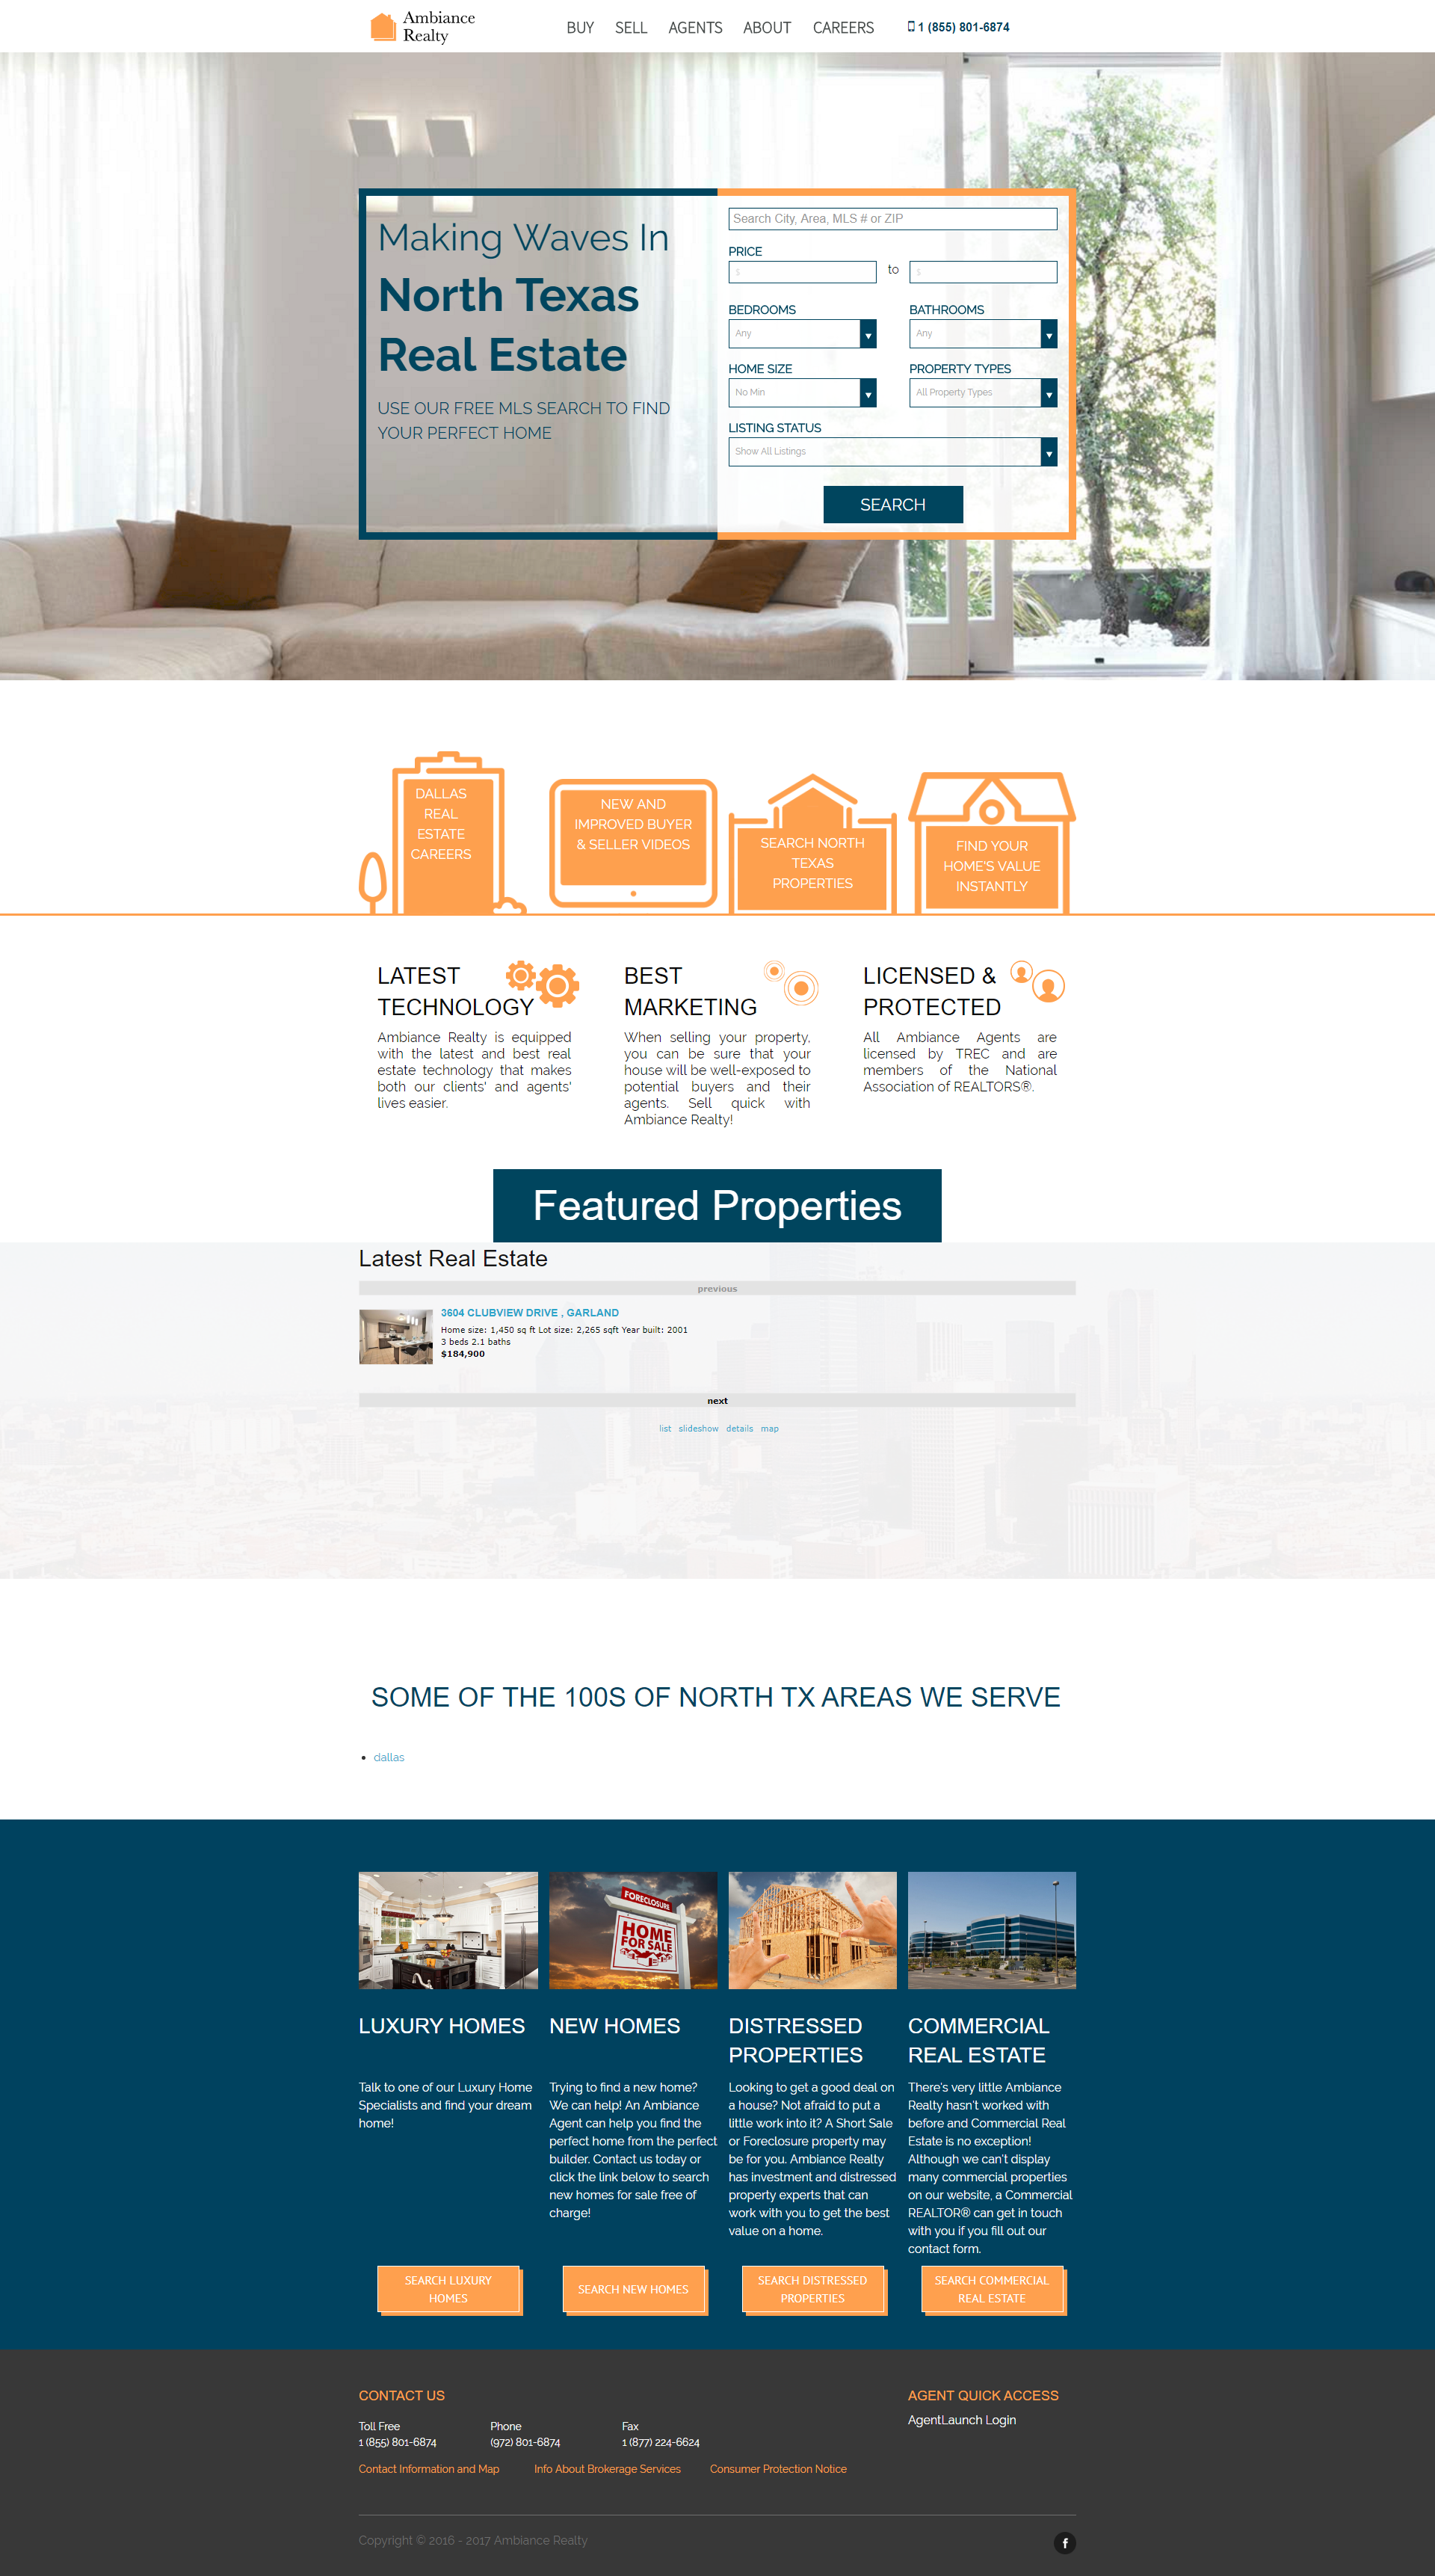 Ambiance
Realty
BUY SELL AGENTS ABOUT CAREERS 1 (855) 801-6874
Making Waves In
North Texas
Real Estate
USE OUR FREE MLS SEARCH TO FIND
YOUR PERFECT HOME
Search City, Area, MLS # or ZIP
PRICE
$ to $
BEDROOMS BATHROOMS
Any Any
HOME SIZE PROPERTY TYPES
No Min All Property Types
LISTING STATUS
Show All Listings
SEARCH
DALLAS
REAL
ESTATE
CAREERS
NEW AND
IMPROVED BUYER
& SELLER VIDEOS
SEARCH NORTH
TEXAS
PROPERTIES
FIND YOUR
HOME'S VALUE
INSTANTLY
LATEST
TECHNOLOGY
Ambiance Realty is equipped
with the latest and best real
estate technology that makes
both our clients' and agents'
lives easier.
BEST
MARKETING
When selling your property,
you can be sure that your
house will be well-exposed to
potential buyers and their
agents. Sell quick with
Ambiance Realty!
LICENSED &
PROTECTED
All Ambiance Agents are
licensed by TREC and are
members of the National
Association of REALTORS®.
Featured Properties
Latest Real Estate
previous
3604 CLUBVIEW DRIVE , GARLAND
Home size: 1,450 sq ft Lot size: 2,265 sqft Year built: 2001
3 beds 2.1 baths
$184,900
next
list slideshow details map
SOME OF THE 100S OF NORTH TX AREAS WE SERVE
dallas
FORECLOSURE
HOME
FOR SALE
LUXURY HOMES
Talk to one of our Luxury Home
Specialists and find your dream
home!
SEARCH LUXURY
HOMES
NEW HOMES
Trying to find a new home?
We can help! An Ambiance
Agent can help you find the
perfect home from the perfect
builder. Contact us today or
click the link below to search
new homes for sale free of
charge!
SEARCH NEW HOMES
DISTRESSED
PROPERTIES
Looking to get a good deal on
a house? Not afraid to put a
little work into it? A Short Sale
or Foreclosure property may
be for you. Ambiance Realty
has investment and distressed
property experts that can
work with you to get the best
value on a home.
SEARCH DISTRESSED
PROPERTIES
COMMERCIAL
REAL ESTATE
There's very little Ambiance
Realty hasn't worked with
before and Commercial Real
Estate is no exception!
Although we can't display
many commercial properties
on our website, a Commercial
REALTOR® can get in touch
with you if you fill out our
contact form.
SEARCH COMMERCIAL
REAL ESTATE
CONTACT US
Toll Free Phone Fax
1 (855) 801-6874 (972) 801-6874 1 (877) 224-6624
Contact Information and Map Info About Brokerage Services Consumer Protection Notice
AGENT QUICK ACCESS
AgentLaunch Login
Copyright © 2016 - 2017 Ambiance Realty